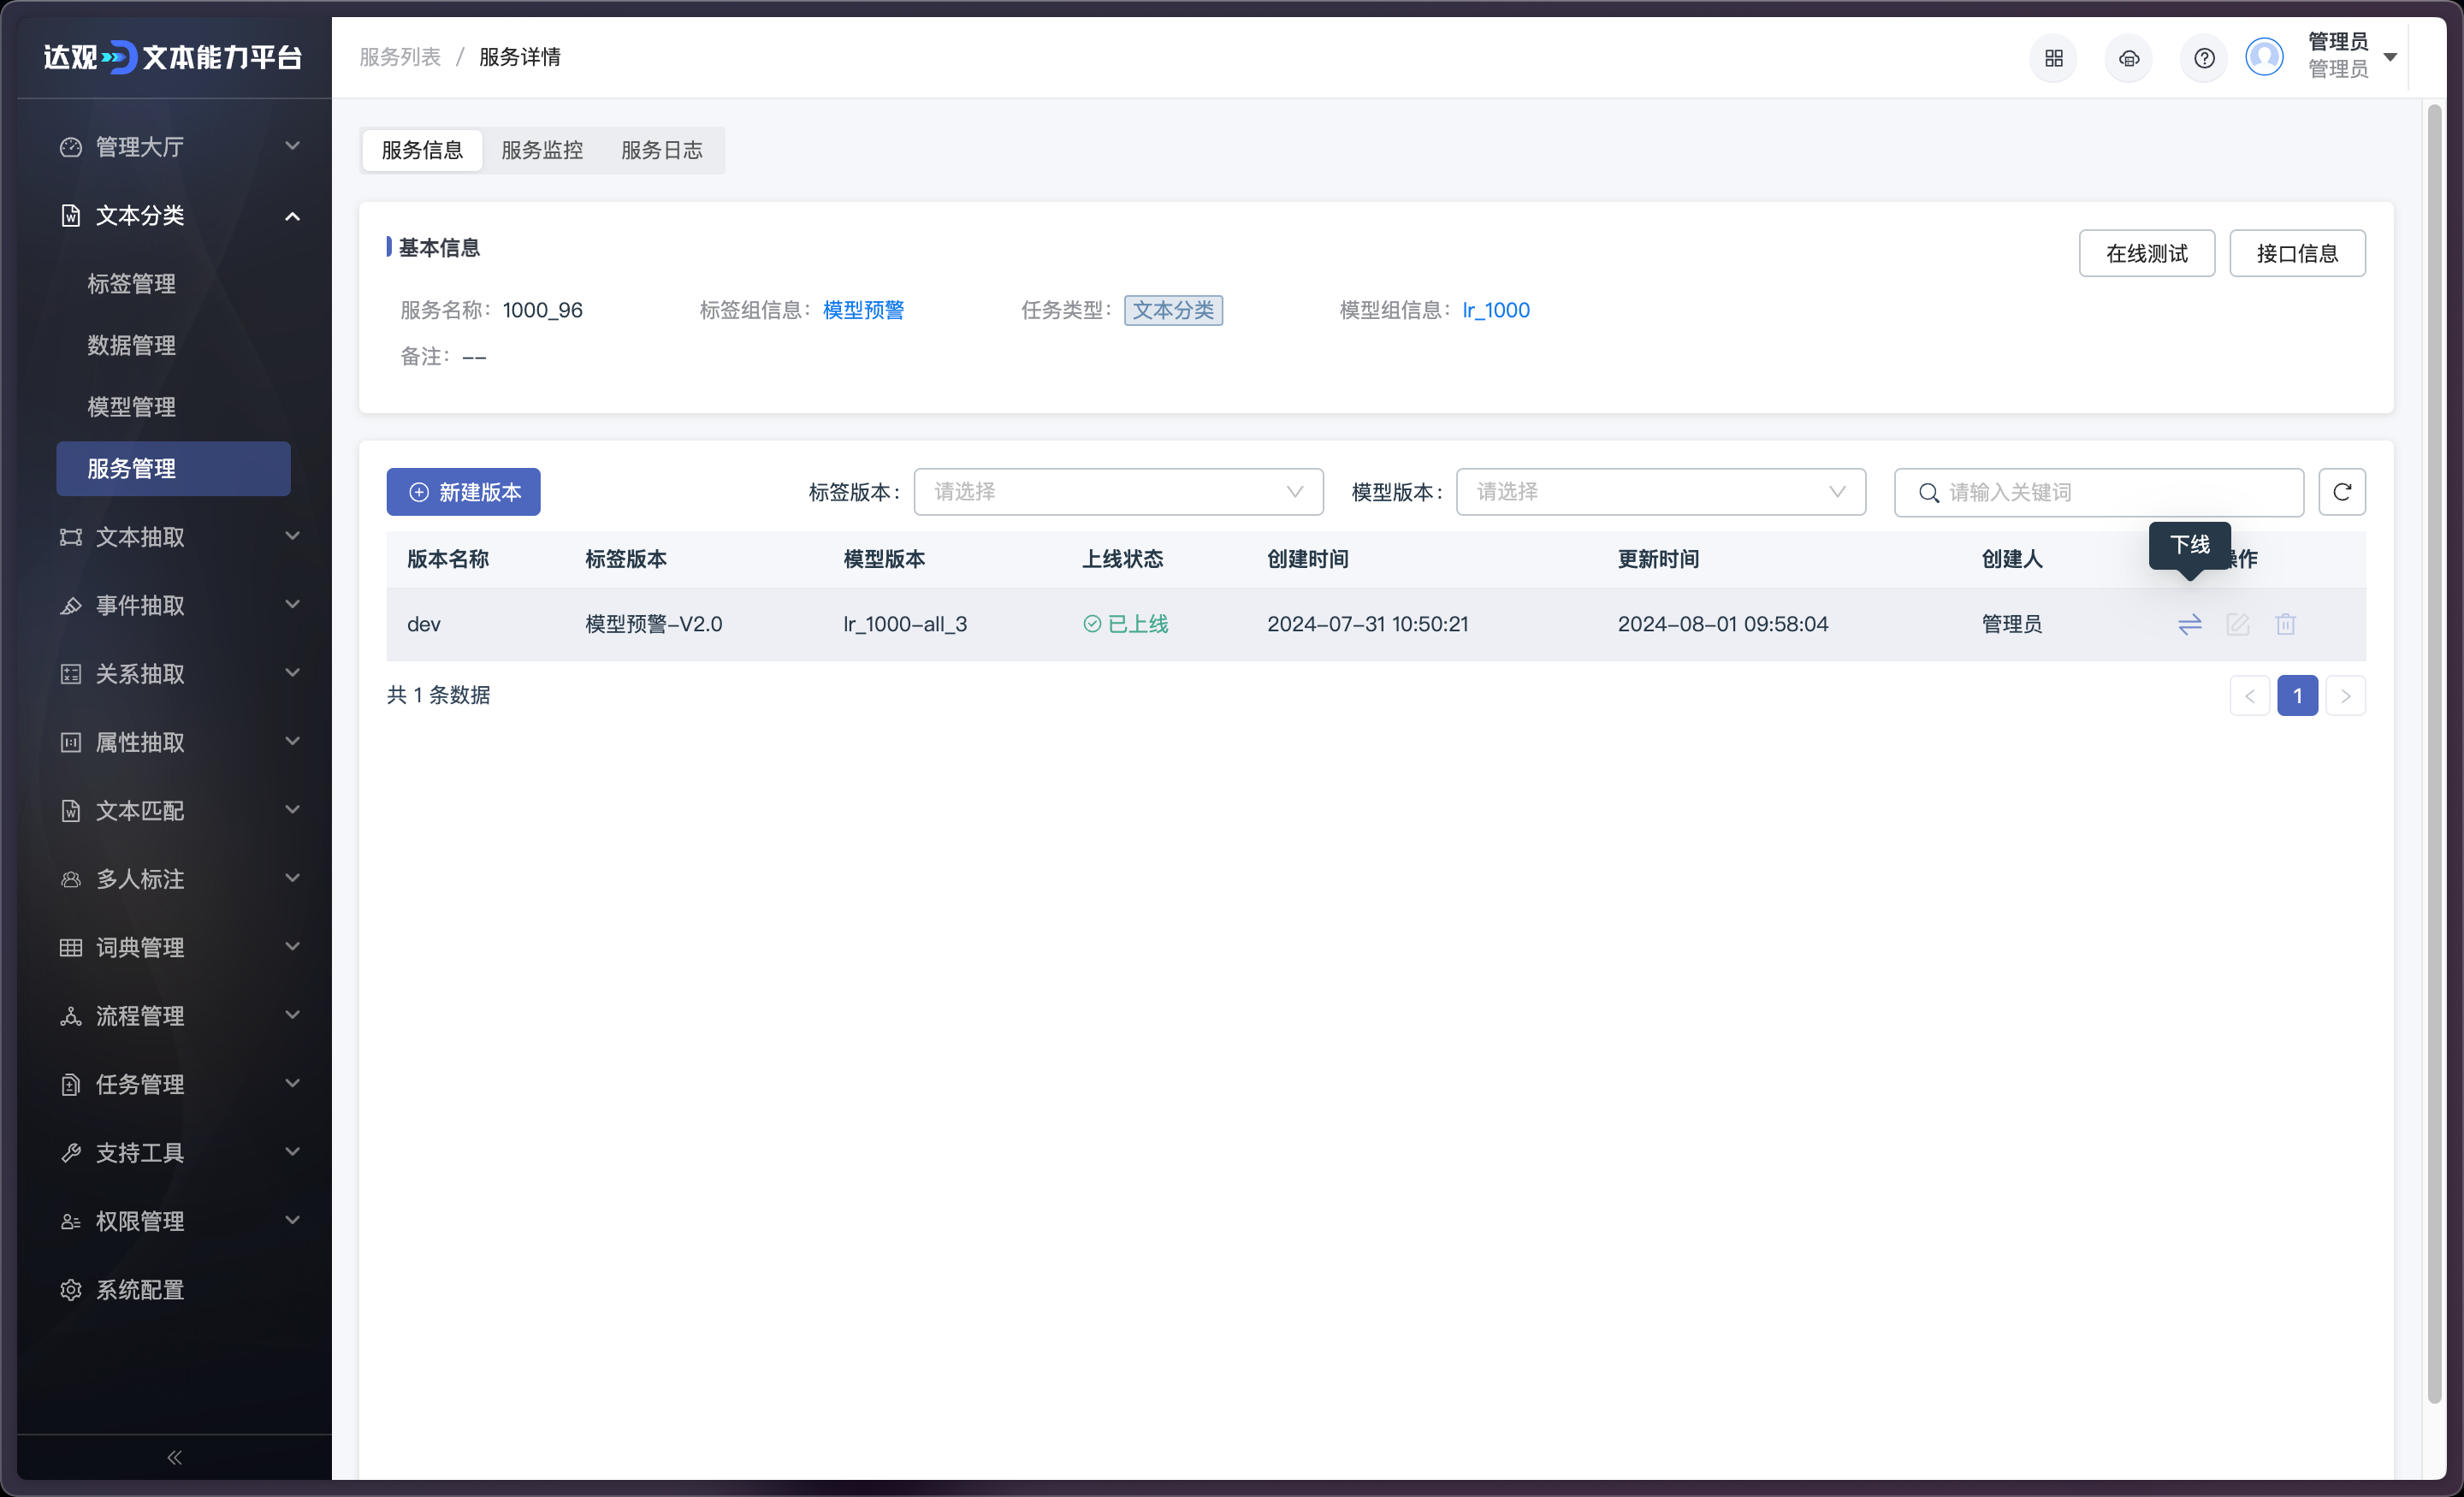 达观 文本能力平台
管理大厅
文本分类
标签管理
数据管理
模型管理
服务管理
文本抽取
事件抽取
关系抽取
属性抽取
文本匹配
多人标注
词典管理
流程管理
任务管理
支持工具
权限管理
系统配置
服务列表 / 服务详情
管理员
管理员
服务信息 服务监控 服务日志
基本信息
在线测试 接口信息
服务名称: 1000_96 标签组信息: 模型预警 任务类型: 文本分类 模型组信息: lr_1000
备注: --
新建版本 标签版本: 请选择 模型版本: 请选择 请输入关键词
下线
版本名称 标签版本 模型版本 上线状态 创建时间 更新时间 创建人 操作
dev 模型预警-V2.0 lr_1000-all_3 已上线 2024-07-31 10:50:21 2024-08-01 09:58:04 管理员
共 1 条数据 < 1 >